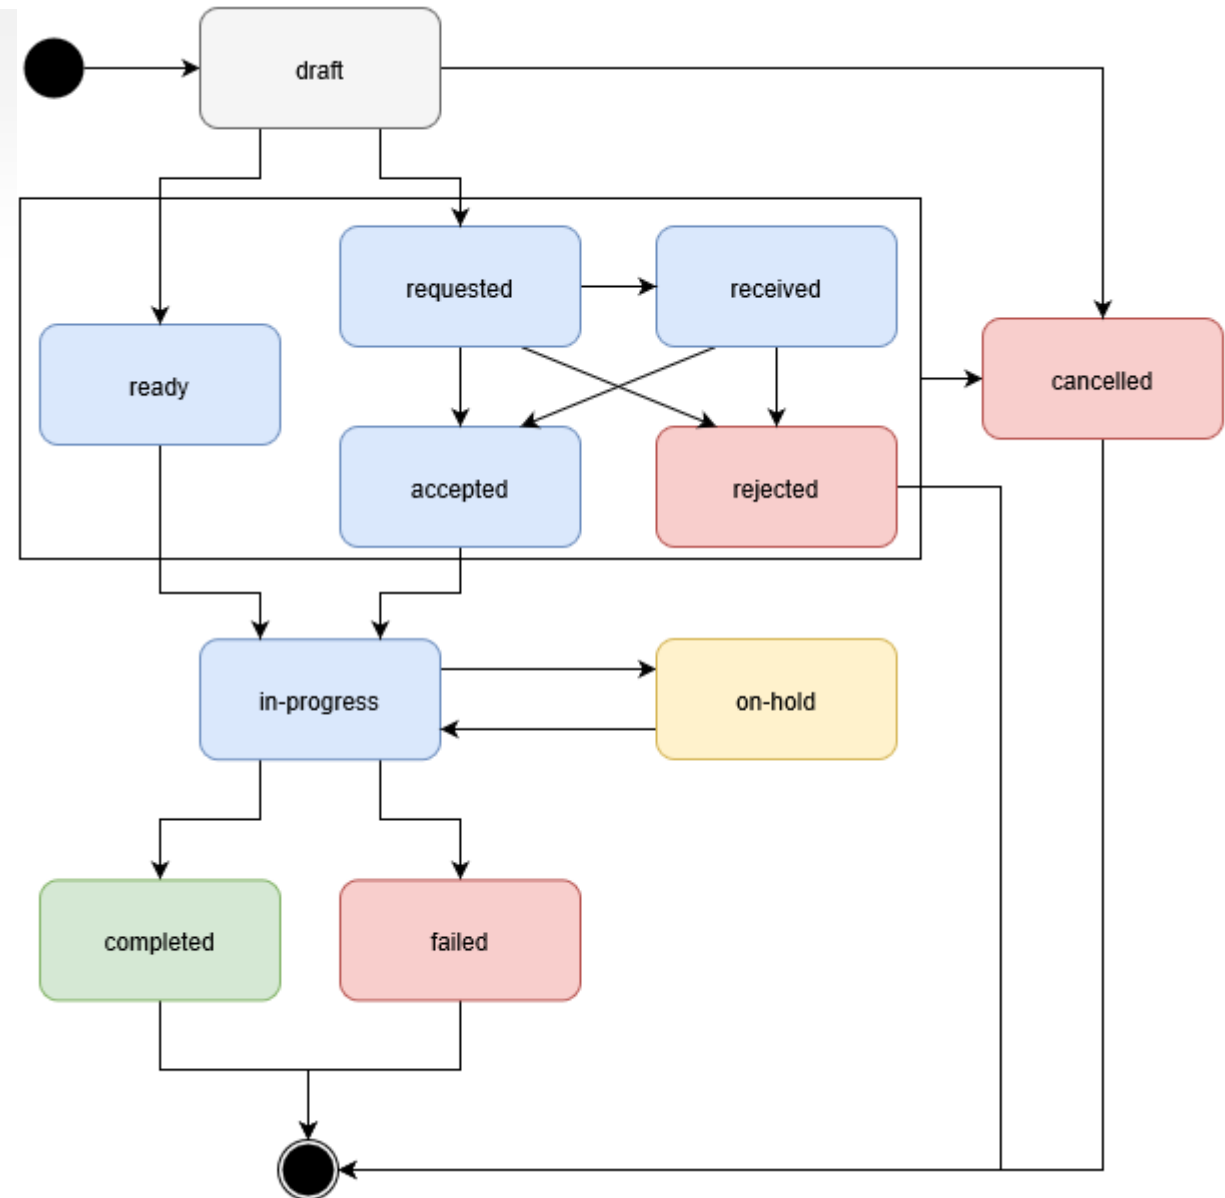 draft
requested
received
ready
cancelled
accepted
rejected
in-progress
on-hold
completed
failed